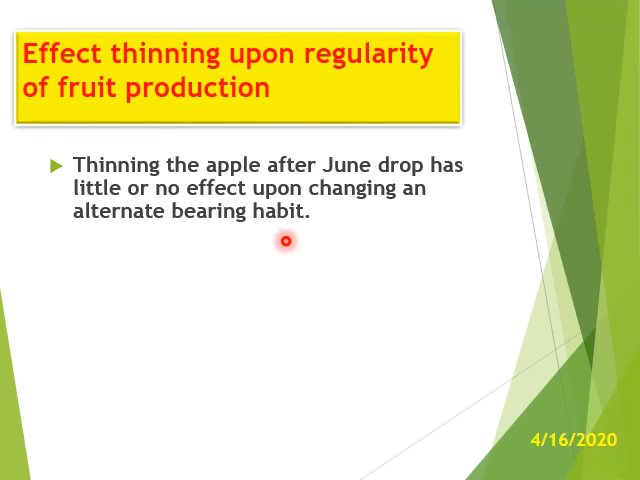 Effect thinning upon regularity
of fruit production
Thinning the apple after June drop has
little or no effect upon changing an
alternate bearing habit.
4/16/2020